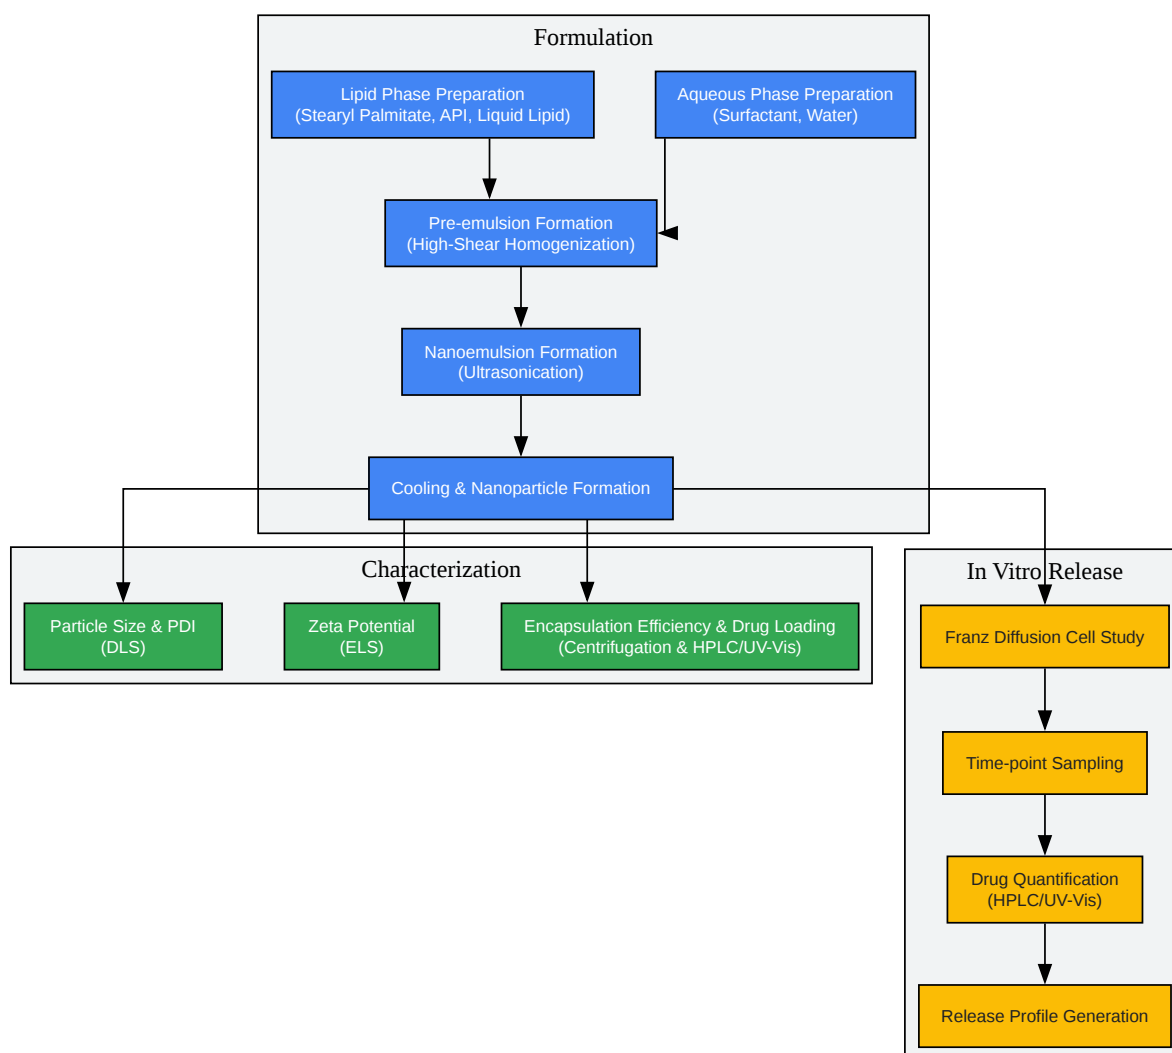 Formulation
Lipid Phase Preparation
(Stearyl Palmitate, API, Liquid Lipid)
Aqueous Phase Preparation
(Surfactant, Water)
Pre-emulsion Formation
(High-Shear Homogenization)
Nanoemulsion Formation
(Ultrasonication)
Cooling & Nanoparticle Formation
Characterization
Particle Size & PDI
(DLS)
Zeta Potential
(ELS)
Encapsulation Efficiency & Drug Loading
(Centrifugation & HPLC/UV-Vis)
In Vitro Release
Franz Diffusion Cell Study
Time-point Sampling
Drug Quantification
(HPLC/UV-Vis)
Release Profile Generation